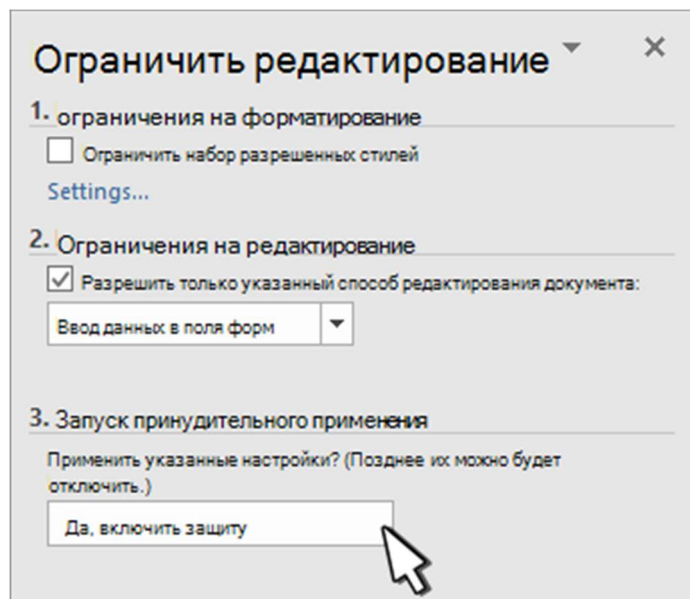 Ограничить редактирование
1. ограничения на форматирование
Ограничить набор разрешенных стилей
Settings...
2. Ограничения на редактирование
Разрешить только указанный способ редактирования документа:
Ввод данных в поля форм
3. Запуск принудительного применения
Применить указанные настройки? (Позднее их можно будет
отключить.)
Да, включить защиту